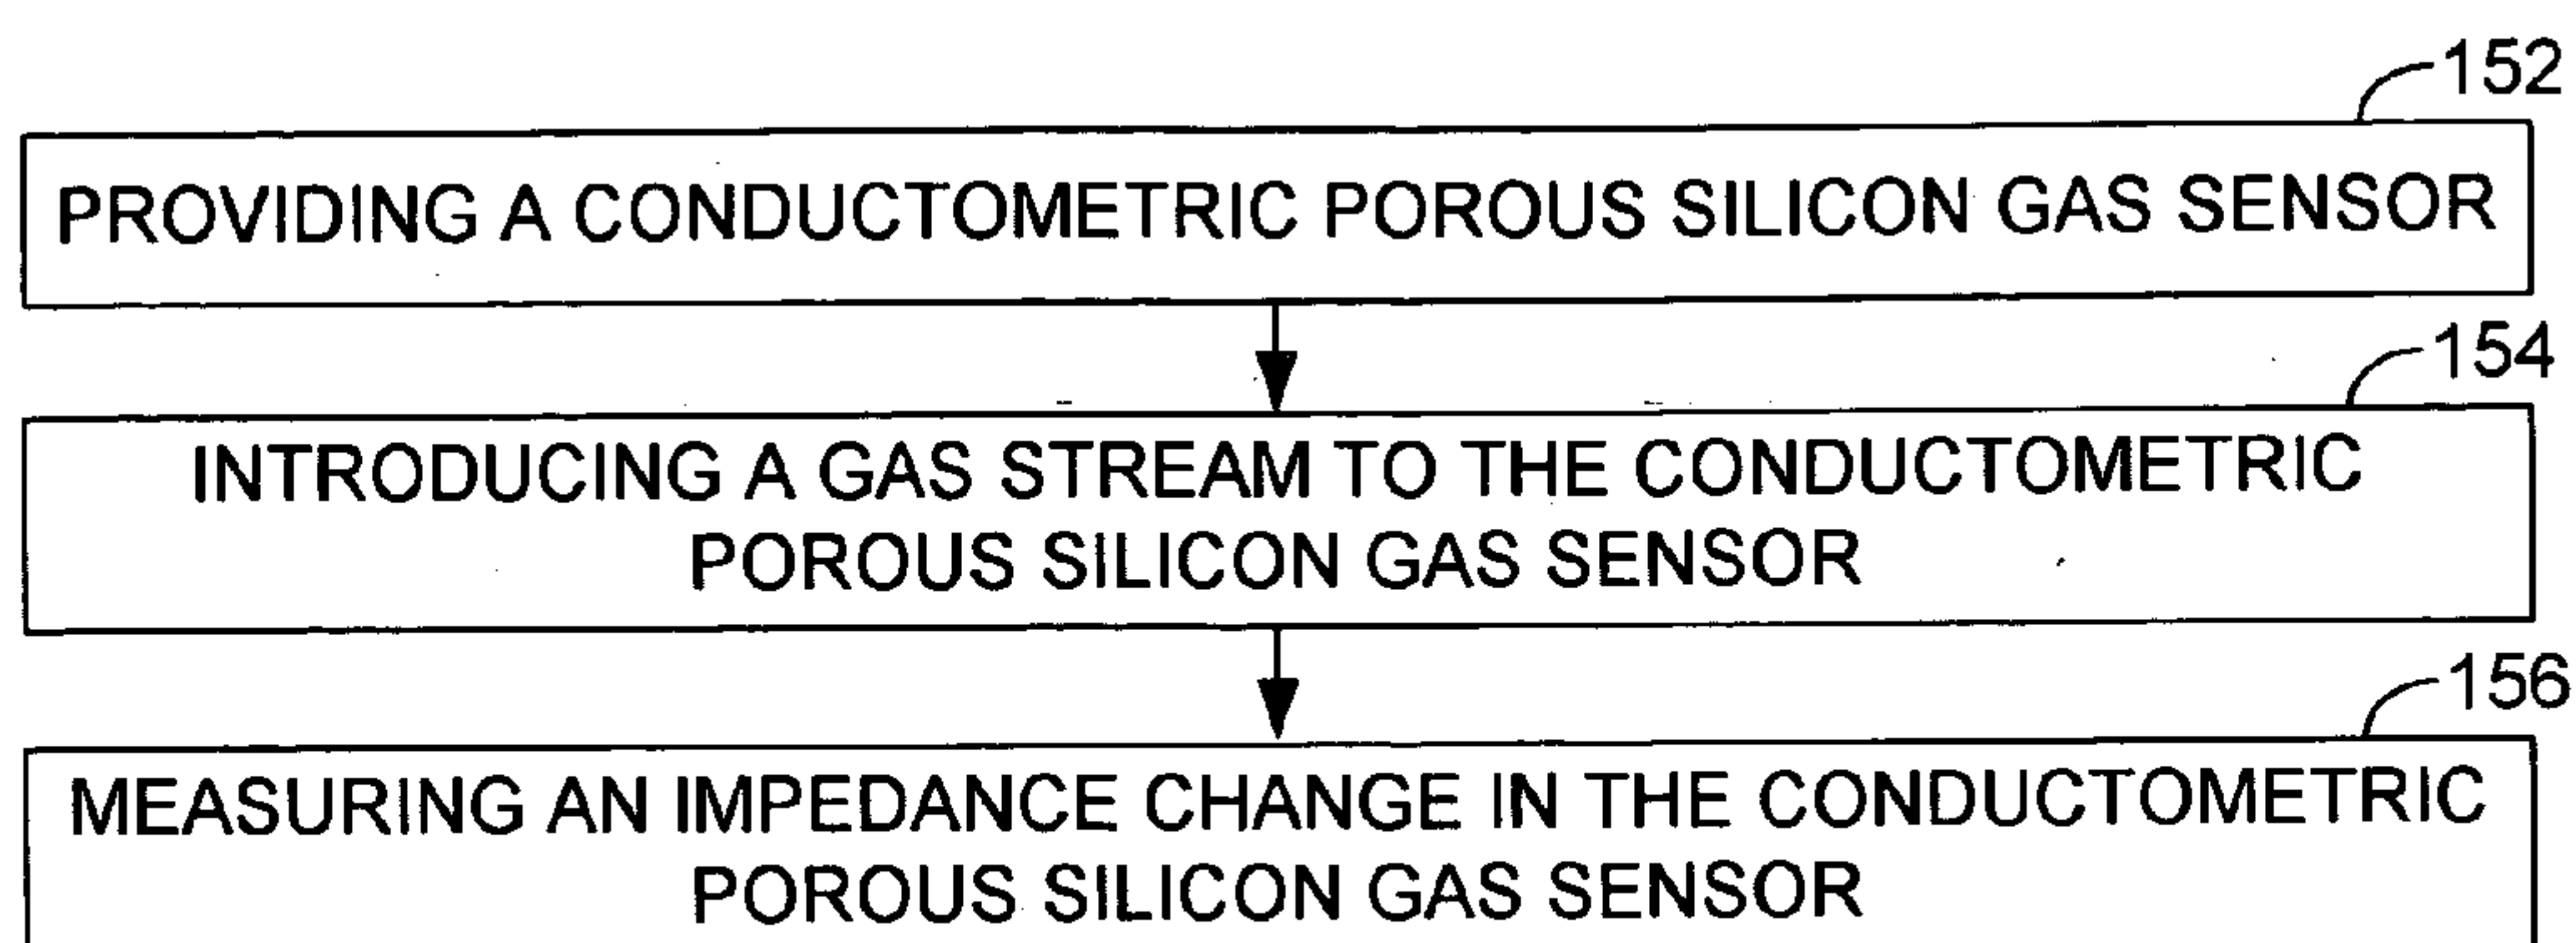 152
PROVIDING A CONDUCTOMETRIC POROUS SILICON GAS SENSOR
154
INTRODUCING A GAS STREAM TO THE CONDUCTOMETRIC
POROUS SILICON GAS SENSOR
156
MEASURING AN IMPEDANCE CHANGE IN THE CONDUCTOMETRIC
POROUS SILICON GAS SENSOR